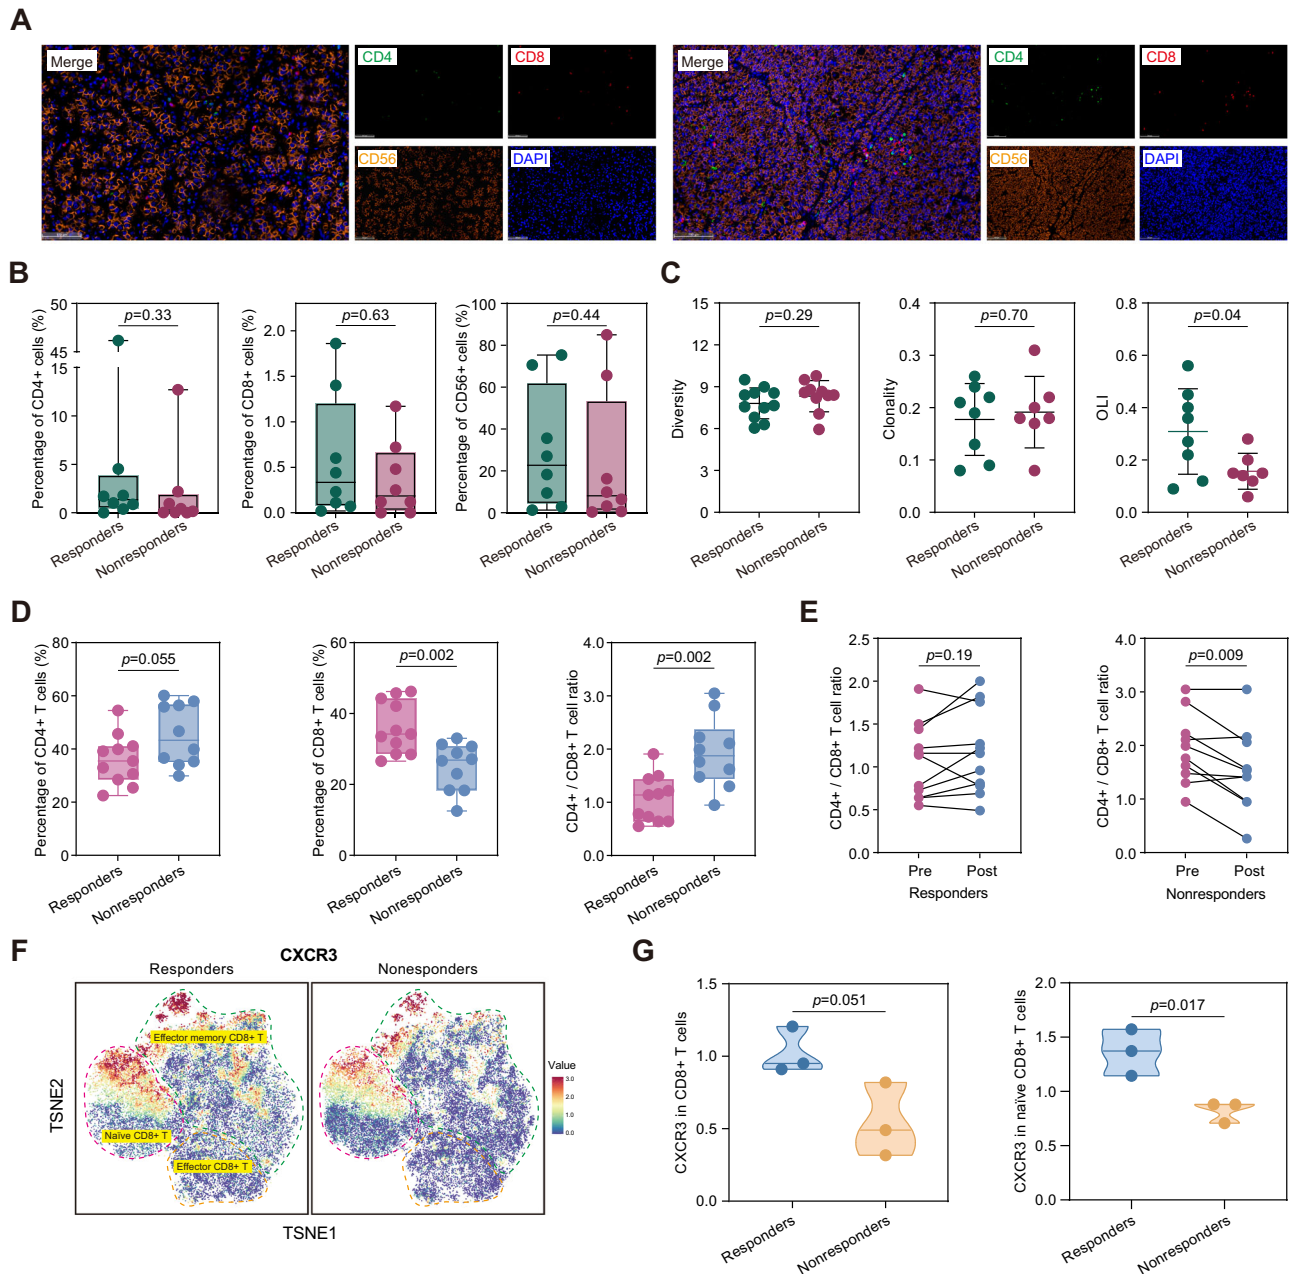 A
Merge
CD4
CD8
CD56
DAPI
Merge
CD4
CD8
CD56
DAPI
B
Percentage of CD4+ cells (%)
50
45
15
10
5
0
p=0.33
Responders
Nonresponders
Percentage of CD8+ cells (%)
2.0
1.5
1.0
0.5
0.0
p=0.63
Responders
Nonresponders
Percentage of CD56+ cells (%)
100
80
60
40
20
0
p=0.44
Responders
Nonresponders
C
Diversity
15
12
9
6
3
0
p=0.29
Responders
Nonresponders
Clonality
0.4
0.3
0.2
0.1
0.0
p=0.70
Responders
Nonresponders
OLI
0.8
0.6
0.4
0.2
0.0
p=0.04
Responders
Nonresponders
D
Percentage of CD4+ T cells (%)
80
60
40
20
0
p=0.055
Responders
Nonresponders
Percentage of CD8+ T cells (%)
60
40
20
0
p=0.002
Responders
Nonresponders
CD4+ / CD8+ T cell ratio
4.0
3.0
2.0
1.0
0.0
p=0.002
Responders
Nonresponders
E
CD4+ / CD8+ T cell ratio
2.5
2.0
1.5
1.0
0.5
0.0
p=0.19
Pre
Post
Responders
CD4+ / CD8+ T cell ratio
4.0
3.0
2.0
1.0
0.0
p=0.009
Pre
Post
Nonresponders
F
CXCR3
Responders
Nonesponders
Effector memory CD8+ T
Naïve CD8+ T
Effector CD8+ T
Value
3.0
2.0
1.0
0.0
TSNE2
TSNE1
G
CXCR3 in CD8+ T cells
1.5
1.0
0.5
0.0
p=0.051
Responders
Nonresponders
CXCR3 in naïve CD8+ T cells
2.0
1.5
1.0
0.5
0.0
p=0.017
Responders
Nonresponders